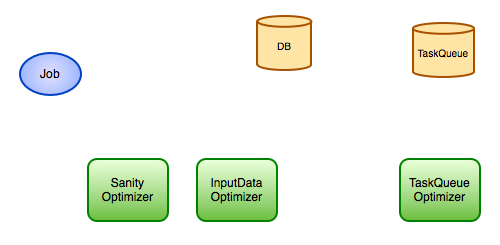 DB
TaskQueue
Job
Sanity
Optimizer
InputData
Optimizer
TaskQueue
Optimizer